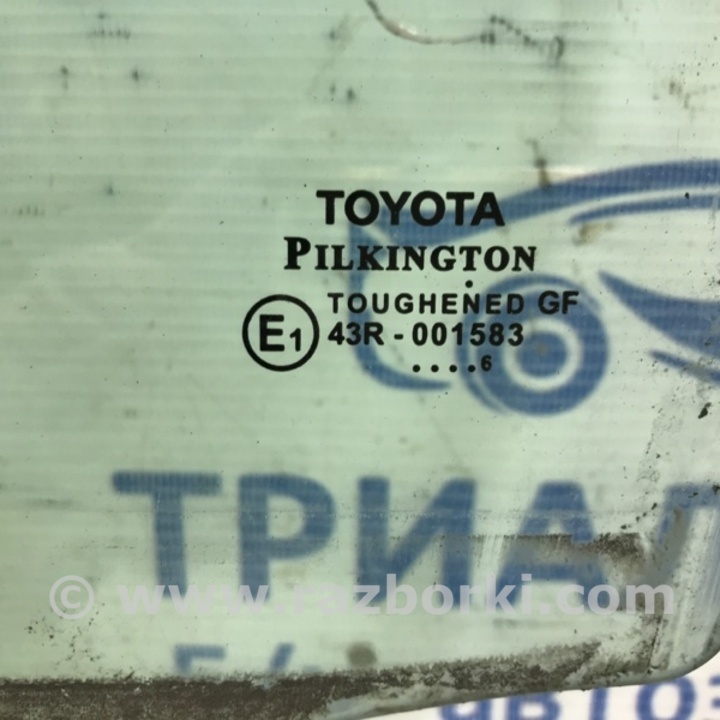 TOYOTA
PILKINGTON
TOUGHENED GF
E1 43R - 001583
. . . . 6
ТРИАЛ
© www.razborki.com